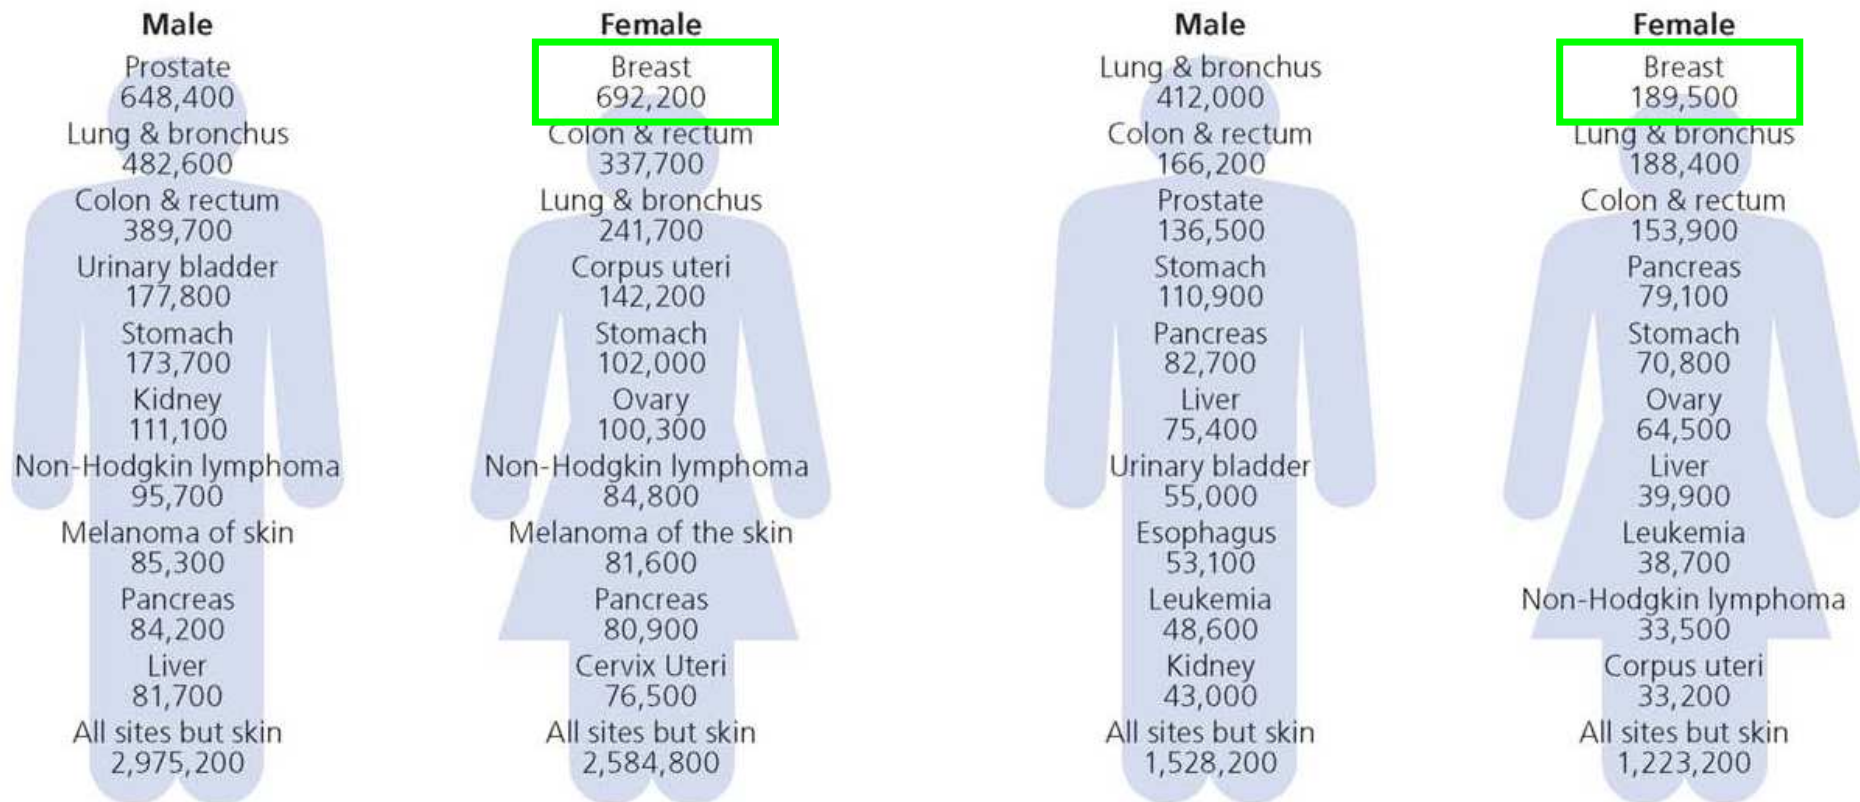 Male
Prostate
648,400
Lung & bronchus
482,600
Colon & rectum
389,700
Urinary bladder
177,800
Stomach
173,700
Kidney
111,100
Non-Hodgkin lymphoma
95,700
Melanoma of skin
85,300
Pancreas
84,200
Liver
81,700
All sites but skin
2,975,200
Female
Breast
692,200
Colon & rectum
337,700
Lung & bronchus
241,700
Corpus uteri
142,200
Stomach
102,000
Ovary
100,300
Non-Hodgkin lymphoma
84,800
Melanoma of the skin
81,600
Pancreas
80,900
Cervix Uteri
76,500
All sites but skin
2,584,800
Male
Lung & bronchus
412,000
Colon & rectum
166,200
Prostate
136,500
Stomach
110,900
Pancreas
82,700
Liver
75,400
Urinary bladder
55,000
Esophagus
53,100
Leukemia
48,600
Kidney
43,000
All sites but skin
1,528,200
Female
Breast
189,500
Lung & bronchus
188,400
Colon & rectum
153,900
Pancreas
79,100
Stomach
70,800
Ovary
64,500
Liver
39,900
Leukemia
38,700
Non-Hodgkin lymphoma
33,500
Corpus uteri
33,200
All sites but skin
1,223,200